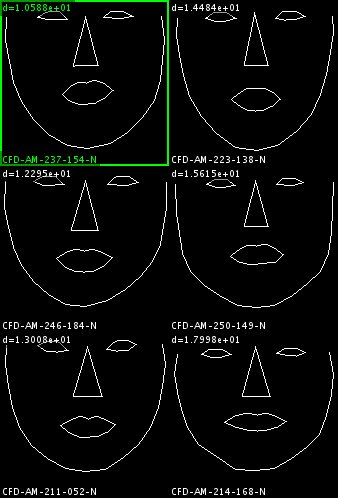 d=1.0588e+01
d=1.4484e+01
CFD-AM-237-154-N
CFD-AM-223-138-N
d=1.2295e+01
d=1.5615e+01
CFD-AM-246-184-N
CFD-AM-250-149-N
d=1.3008e+01
d=1.7998e+01
CFD-AM-211-052-N
CFD-AM-214-168-N